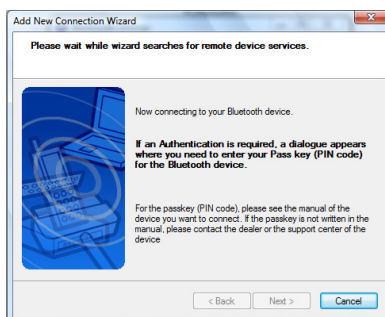 Add New Connection Wizard
Please wait while wizard searches for remote device services.
Now connecting to your Bluetooth device.
If an Authentication is required, a dialogue appears
where you need to enter your Pass key (PIN code)
for the Bluetooth device.
For the passkey (PIN code), please see the manual of the
device you want to connect. If the passkey is not written in the
manual, please contact the dealer or the support center of the
device
< Back Next > Cancel